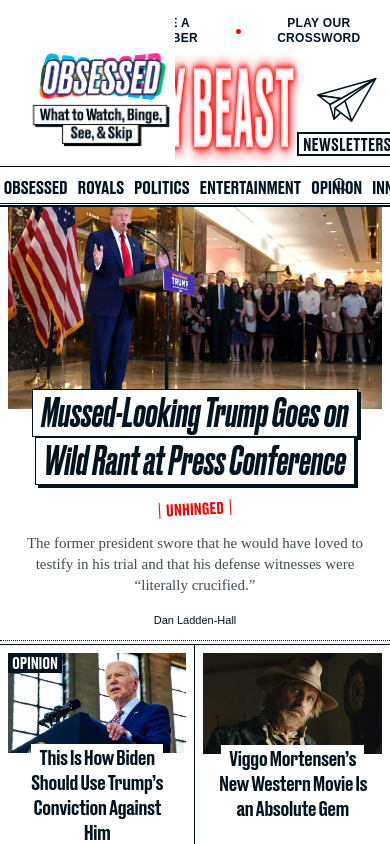 E A
BER
PLAY OUR
CROSSWORD
OBSESSED
What to Watch, Binge,
See, & Skip
Y BEAST
NEWSLETTERS
OBSESSED ROYALS POLITICS ENTERTAINMENT OPINION INN
TRUMP
Mussed-Looking Trump Goes on
Wild Rant at Press Conference
UNHINGED
The former president swore that he would have loved to
testify in his trial and that his defense witnesses were
“literally crucified.”
Dan Ladden-Hall
OPINION
This Is How Biden
Should Use Trump’s
Conviction Against
Him
Viggo Mortensen’s
New Western Movie Is
an Absolute Gem